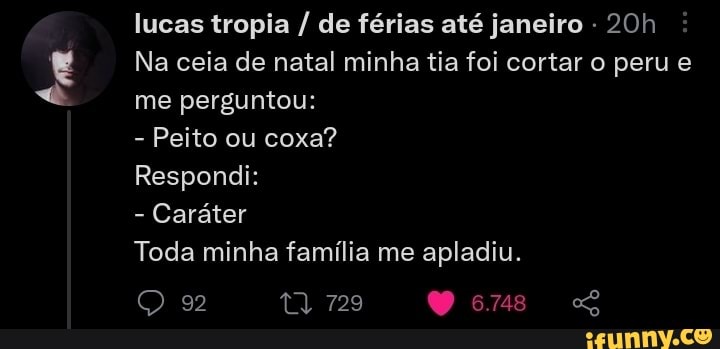 lucas tropia / de férias até janeiro · 20h
Na ceia de natal minha tia foi cortar o peru e
me perguntou:
- Peito ou coxa?
Respondi:
- Caráter
Toda minha família me apladiu.
92 729 6.748
ifunny.co